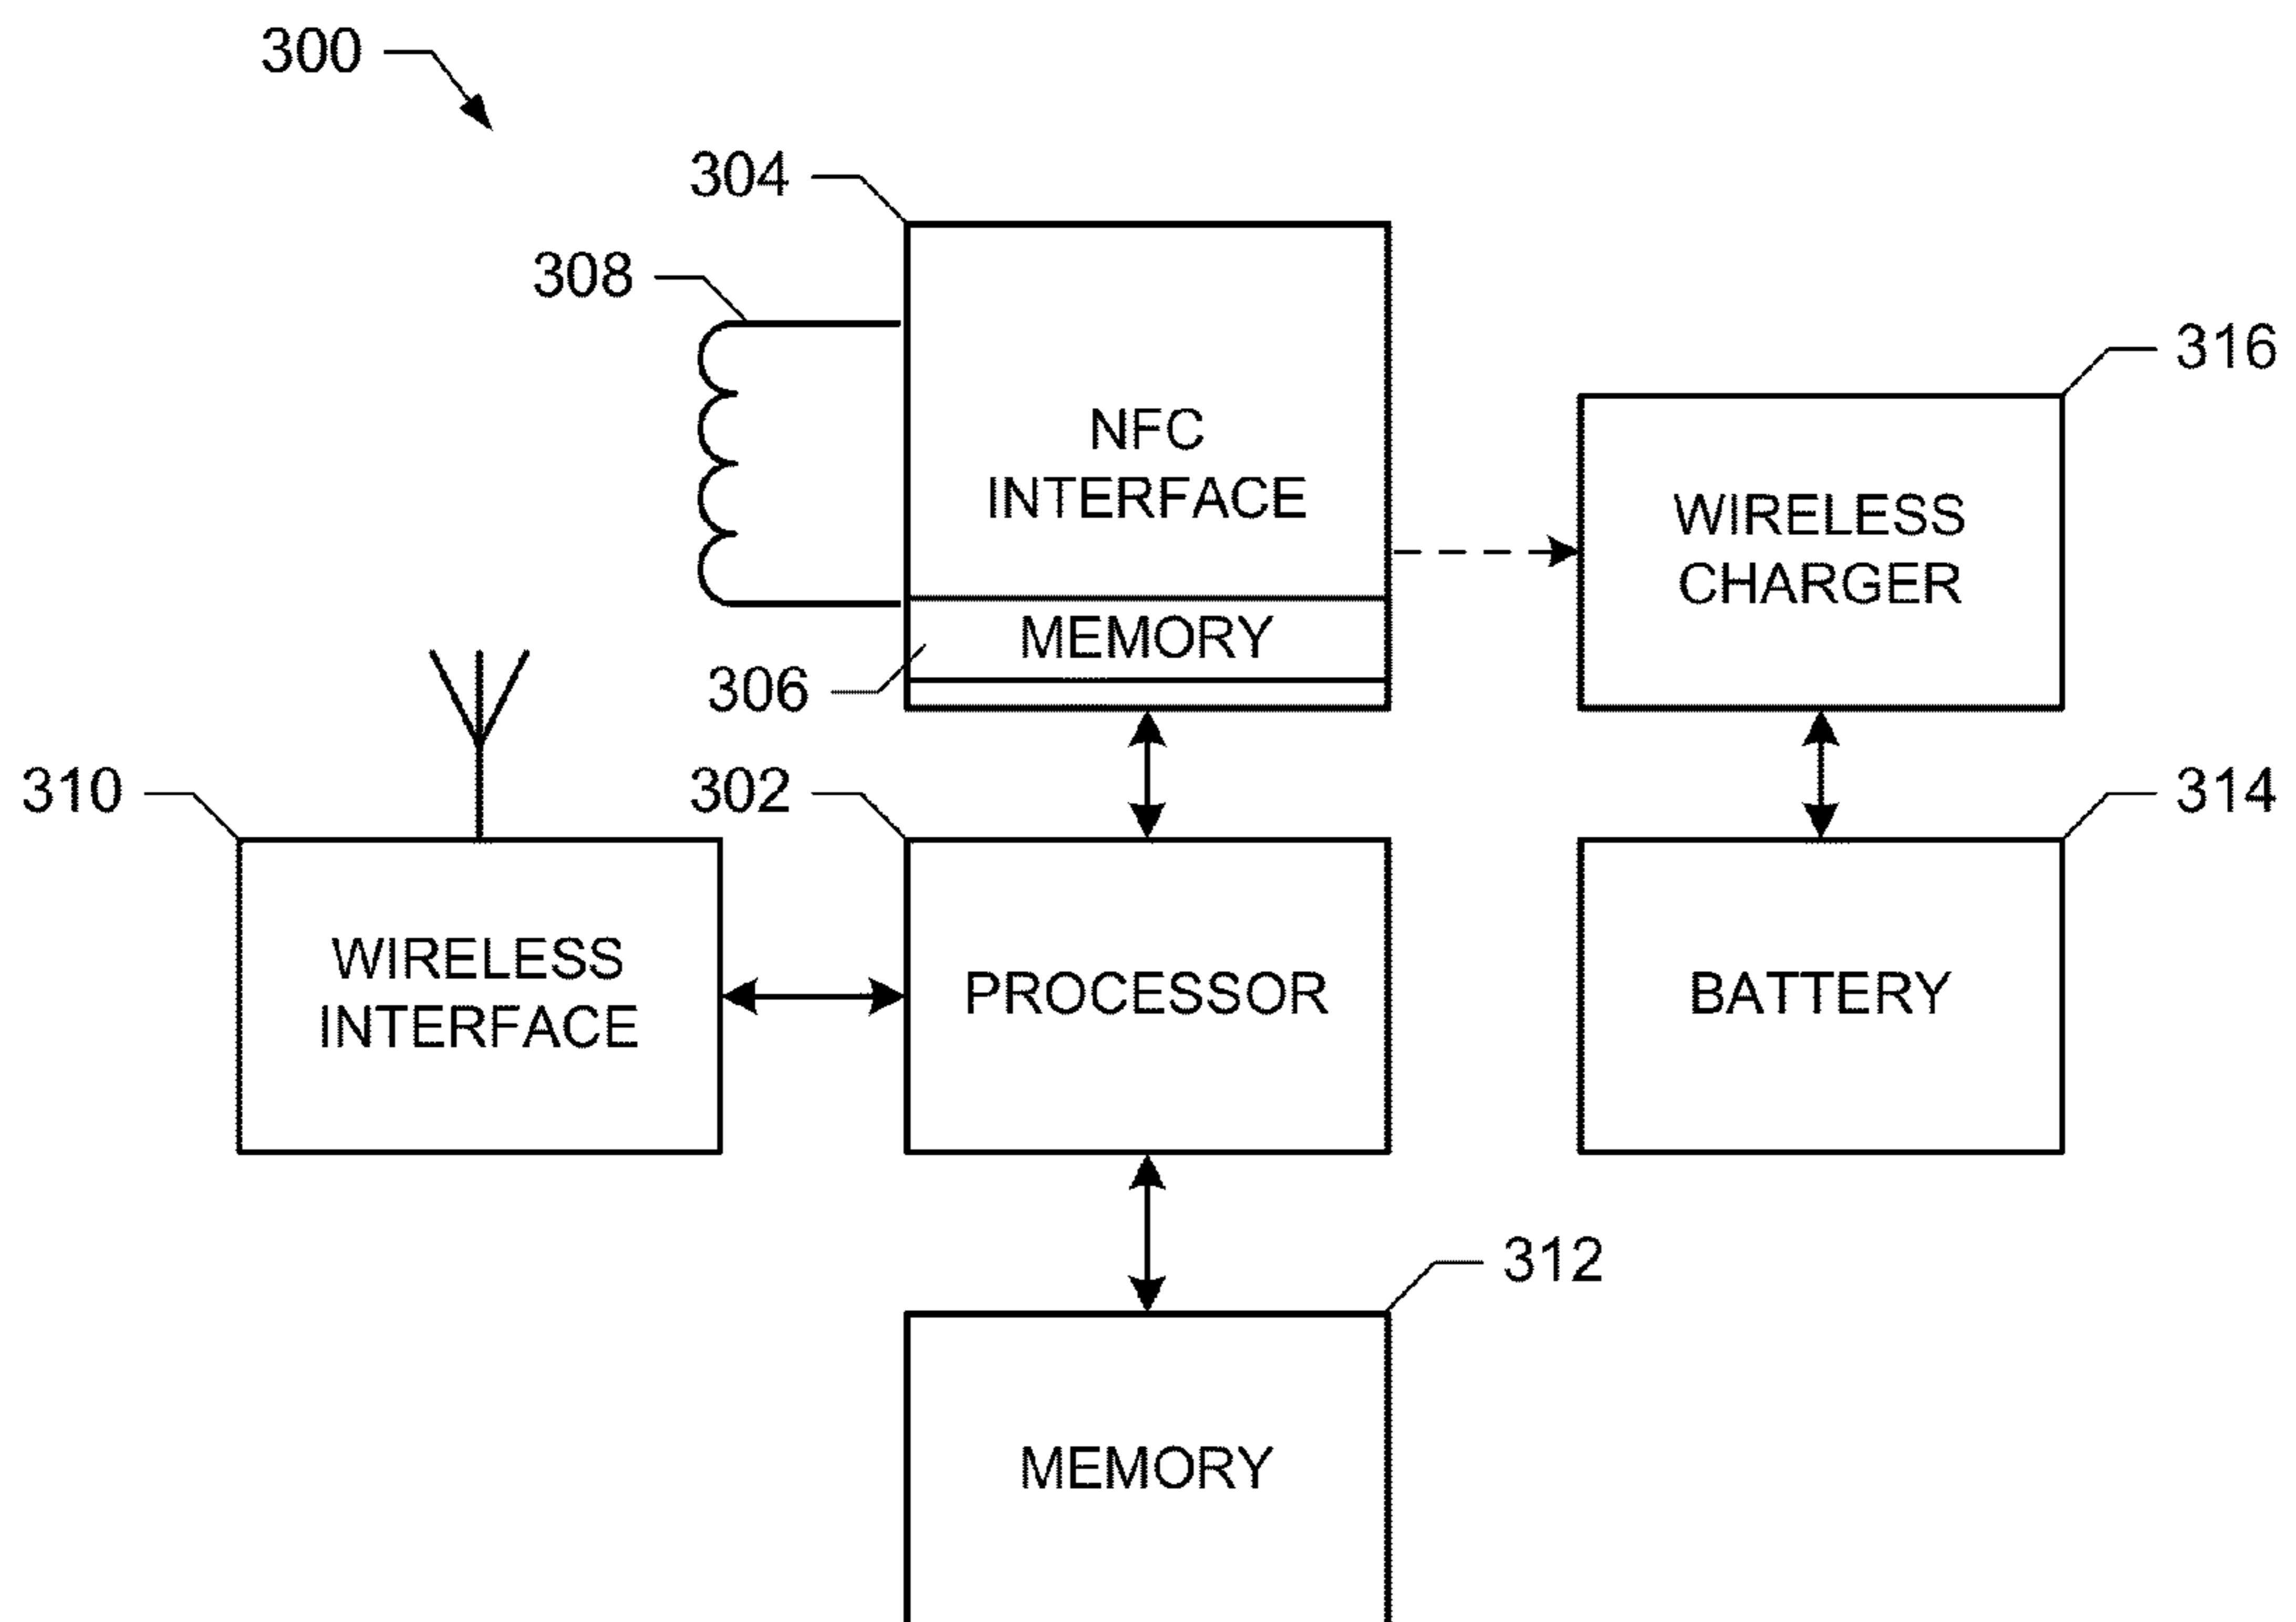 300
304
308
NFC
INTERFACE
316
WIRELESS
CHARGER
MEMORY
306
310
302
314
WIRELESS
INTERFACE
PROCESSOR
BATTERY
312
MEMORY